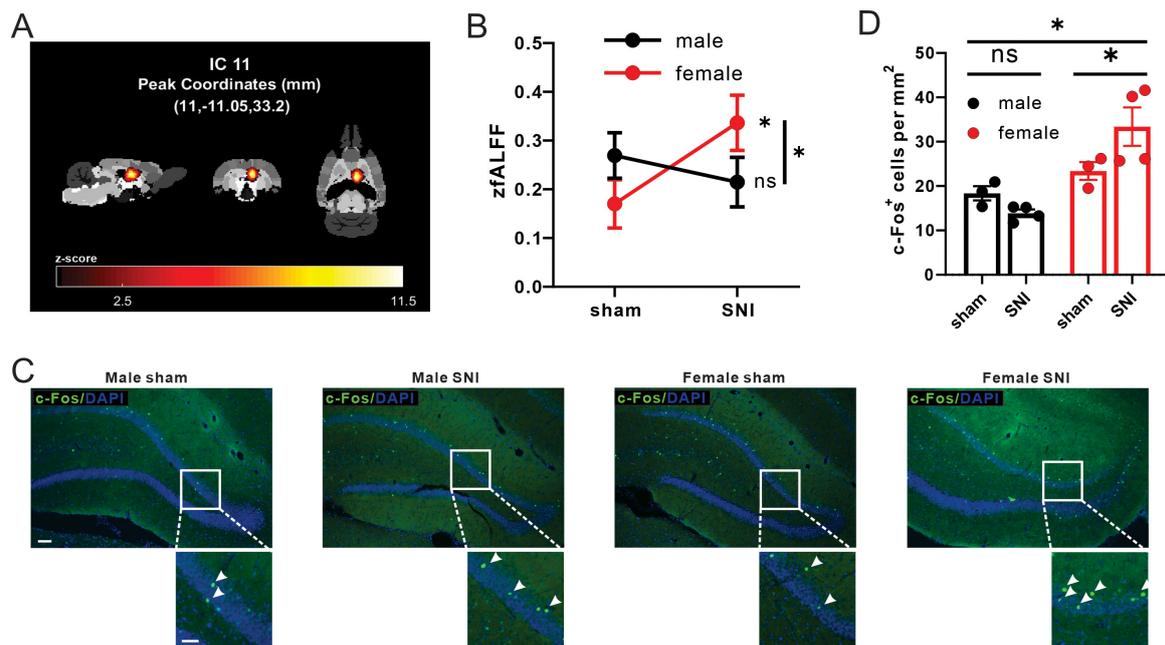 A
IC 11
Peak Coordinates (mm)
(11,-11.05,33.2)
z-score
2.5
11.5
B
male
female
zfALFF
0.5
0.4
0.3
0.2
0.1
0.0
*
ns
*
sham
SNI
D
*
ns
*
male
female
c-Fos+ cells per mm2
50
40
30
20
10
0
sham
SNI
sham
SNI
C
Male sham
Male SNI
Female sham
Female SNI
c-Fos/DAPI
c-Fos/DAPI
c-Fos/DAPI
c-Fos/DAPI